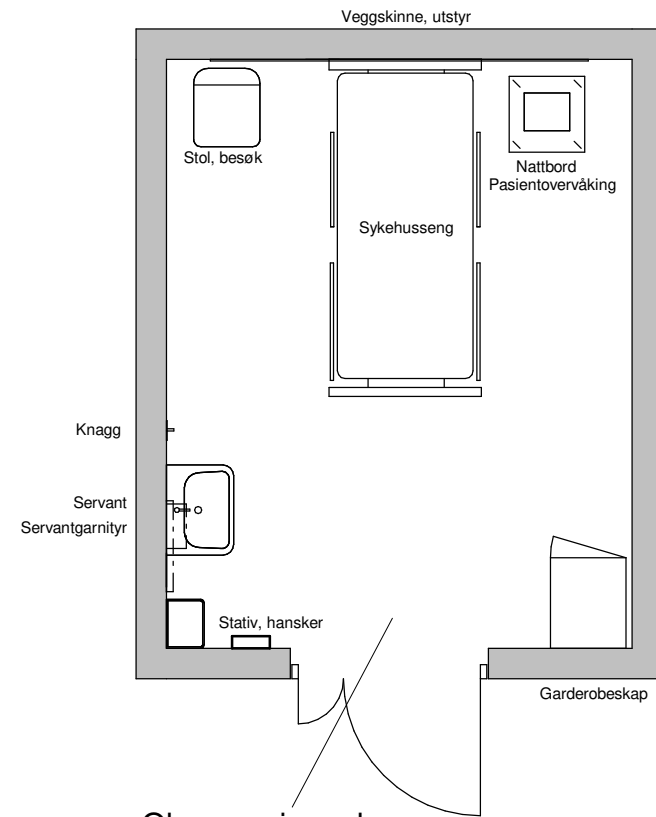 Veggskinne, utstyr
Stol, besøk
Nattbord
Pasientovervåking
Sykehusseng
Knagg
Servant
Servantgarnityr
Stativ, hansker
Garderobeskap